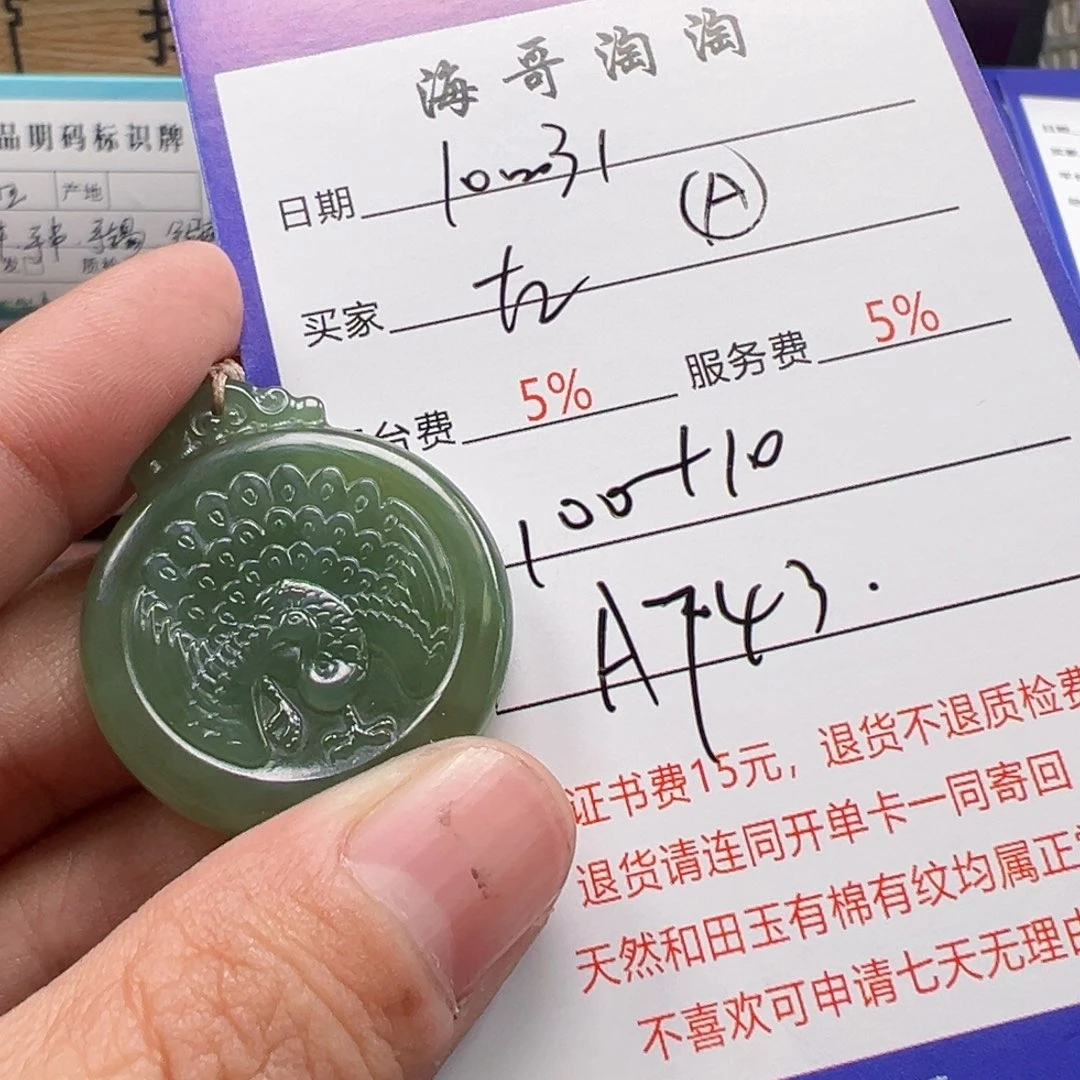 海哥淘淘
日期 10 31
A
买家
台费 5% 服务费 5%
100+10
A743.
证书费15元，退货不退质检费
退货请连同开单卡一同寄回
天然和田玉有棉有纹均属正常
不喜欢可申请七天无理由
品明码标识牌
产地